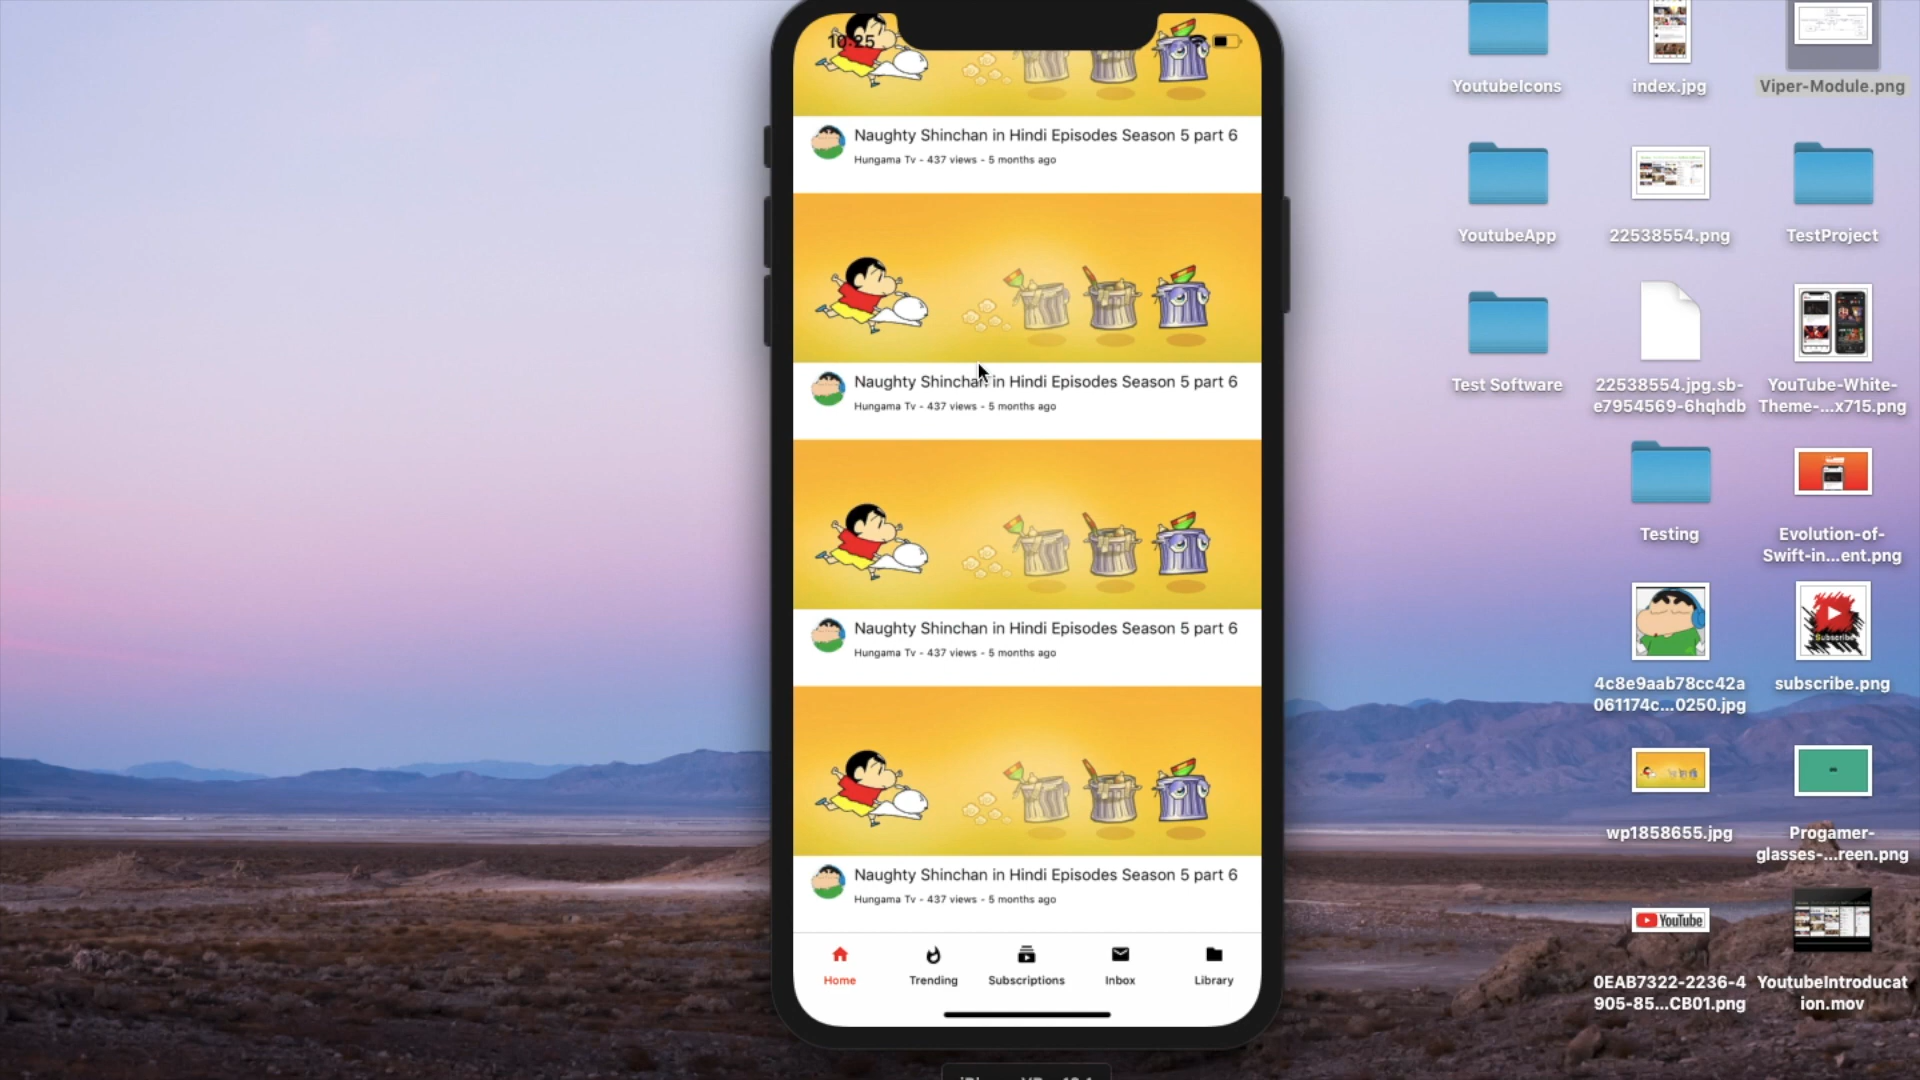 10:25
Naughty Shinchan in Hindi Episodes Season 5 part 6
Hungama Tv - 437 views - 5 months ago
Naughty Shinchan in Hindi Episodes Season 5 part 6
Hungama Tv - 437 views - 5 months ago
Naughty Shinchan in Hindi Episodes Season 5 part 6
Hungama Tv - 437 views - 5 months ago
Naughty Shinchan in Hindi Episodes Season 5 part 6
Hungama Tv - 437 views - 5 months ago
Home Trending Subscriptions Inbox Library
YoutubeIcons index.jpg Viper-Module.png
YoutubeApp 22538554.png TestProject
Test Software
22538554.jpg.sb-
e7954569-6hqhdb
YouTube-White-
Theme-...x715.png
Testing
Evolution-of-
Swift-in...ent.png
4c8e9aab78cc42a
061174c...0250.jpg
Subscribe
subscribe.png
wp1858655.jpg
Progamer-
glasses-...reen.png
YouTube
0EAB7322-2236-4
905-85...CB01.png
YoutubeIntroducat
ion.mov